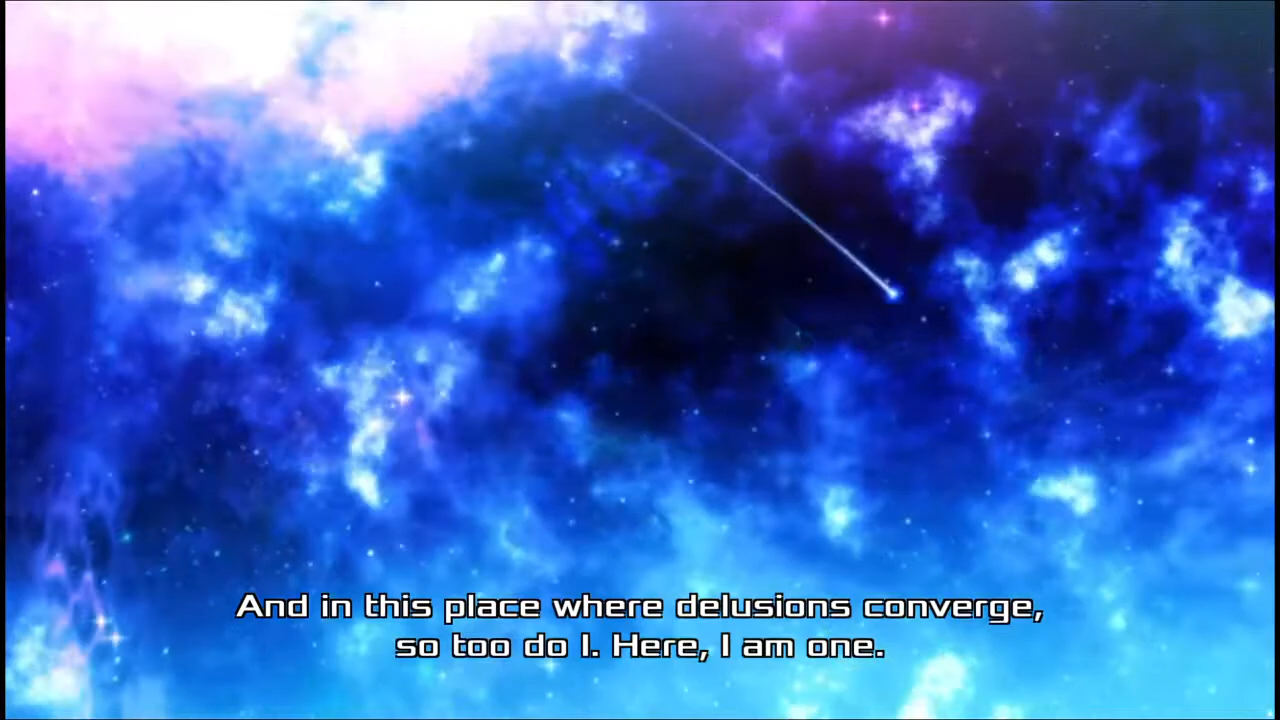 And in this place where delusions converge,
so too do I. Here, I am one.